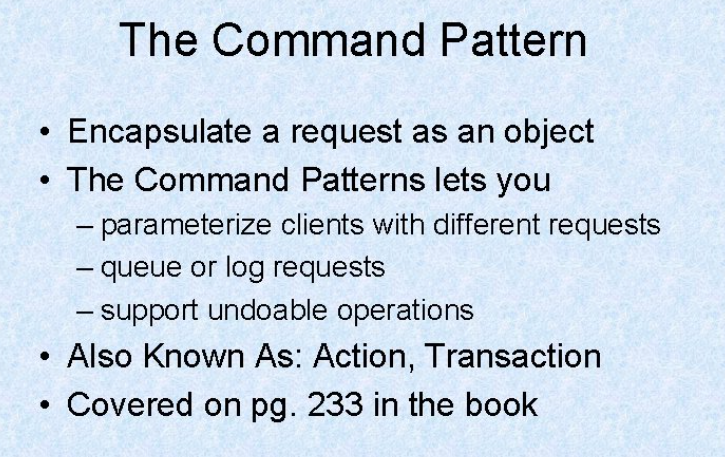 The Command Pattern
• Encapsulate a request as an object
• The Command Patterns lets you
– parameterize clients with different requests
– queue or log requests
– support undoable operations
• Also Known As: Action, Transaction
• Covered on pg. 233 in the book